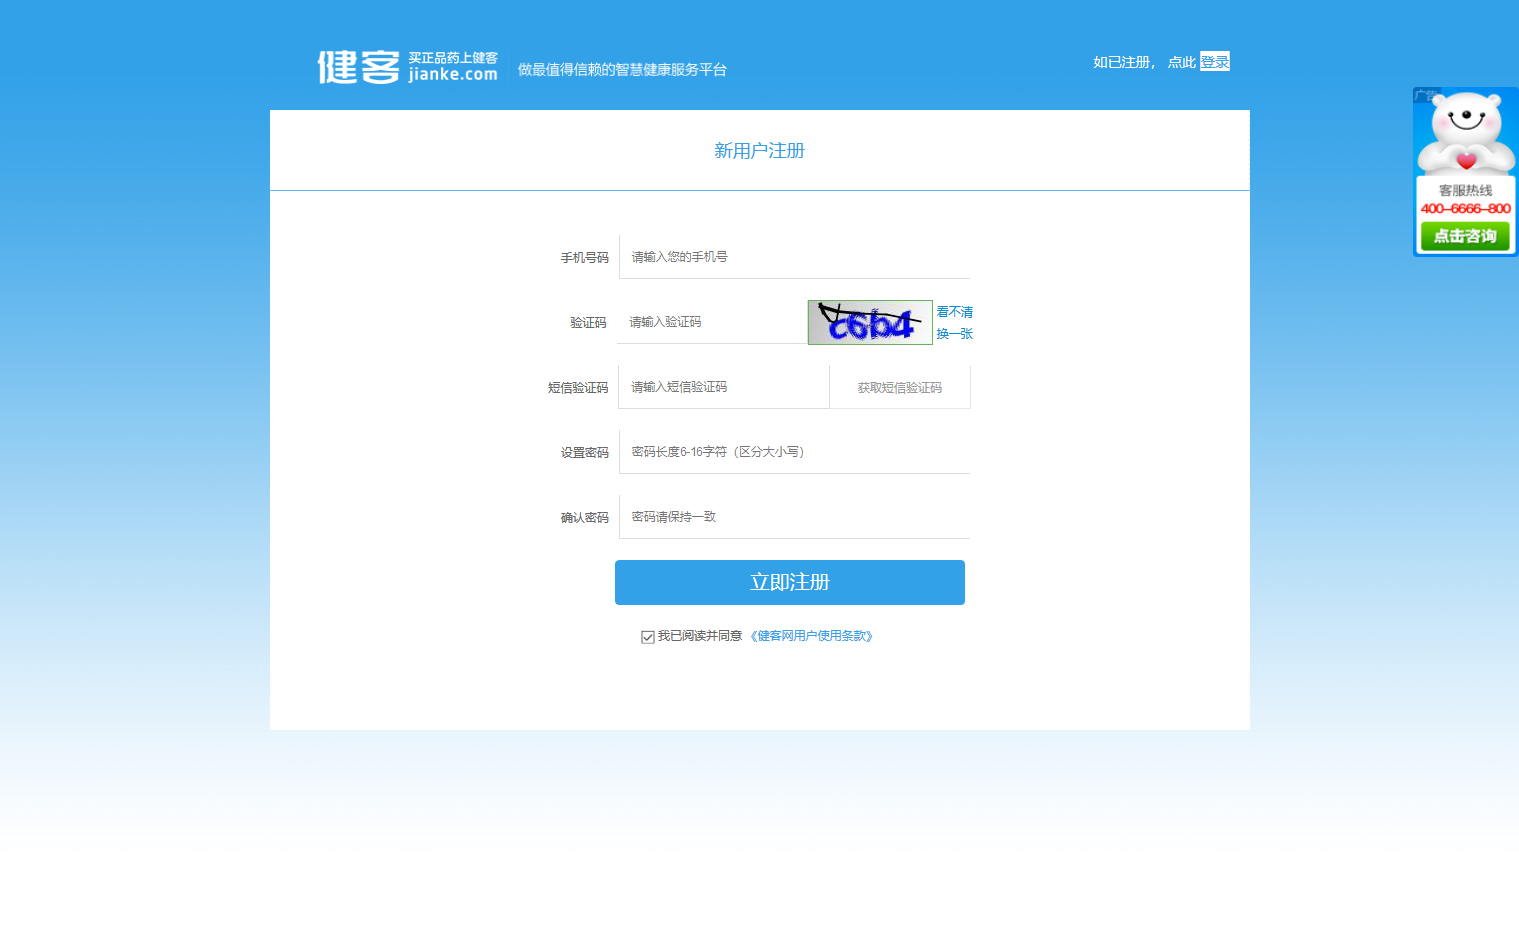 健客 买正品药上健客
jianke.com
做最值得信赖的智慧健康服务平台
如已注册， 点此 登录
广告
客服热线
400-6666-800
点击咨询
新用户注册
手机号码 请输入您的手机号
验证码 请输入验证码 c6b4 看不清
换一张
短信验证码 请输入短信验证码 获取短信验证码
设置密码 密码长度6-16字符（区分大小写）
确认密码 密码请保持一致
立即注册
我已阅读并同意 《健客网用户使用条款》